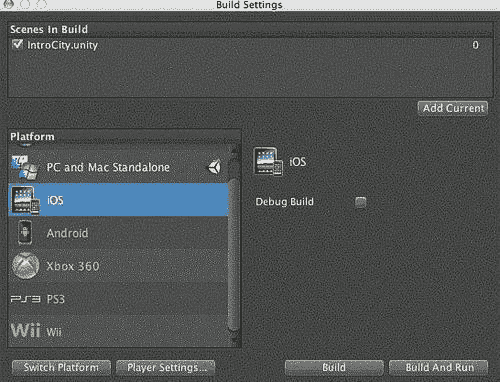 Build Settings
Scenes In Build
IntroCity.unity 0
Add Current
Platform
PC and Mac Standalone
iOS
Android
Xbox 360
PS3 PS3
Wii Wii
iOS
Debug Build
Switch Platform Player Settings... Build Build And Run